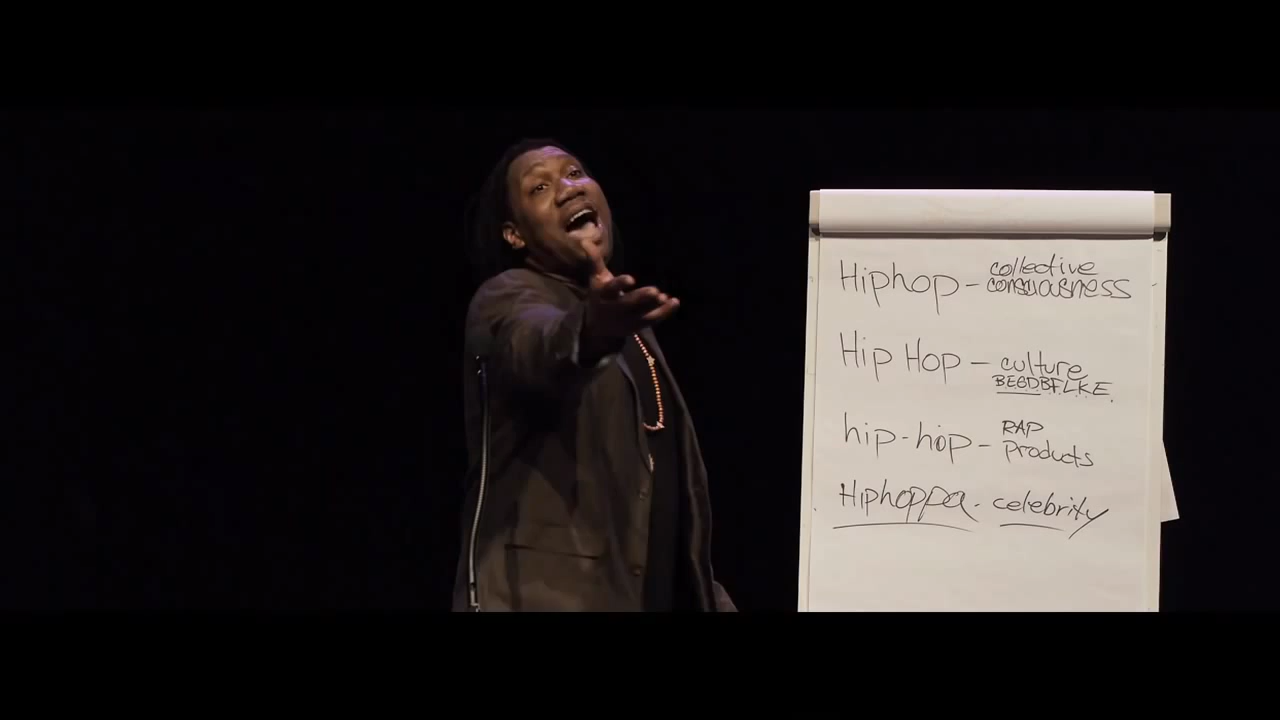 Hiphop - collective
consciousness
Hip Hop - culture
BEEDBFLKE.
hip-hop - RAP
products
Hiphoppa - celebrity